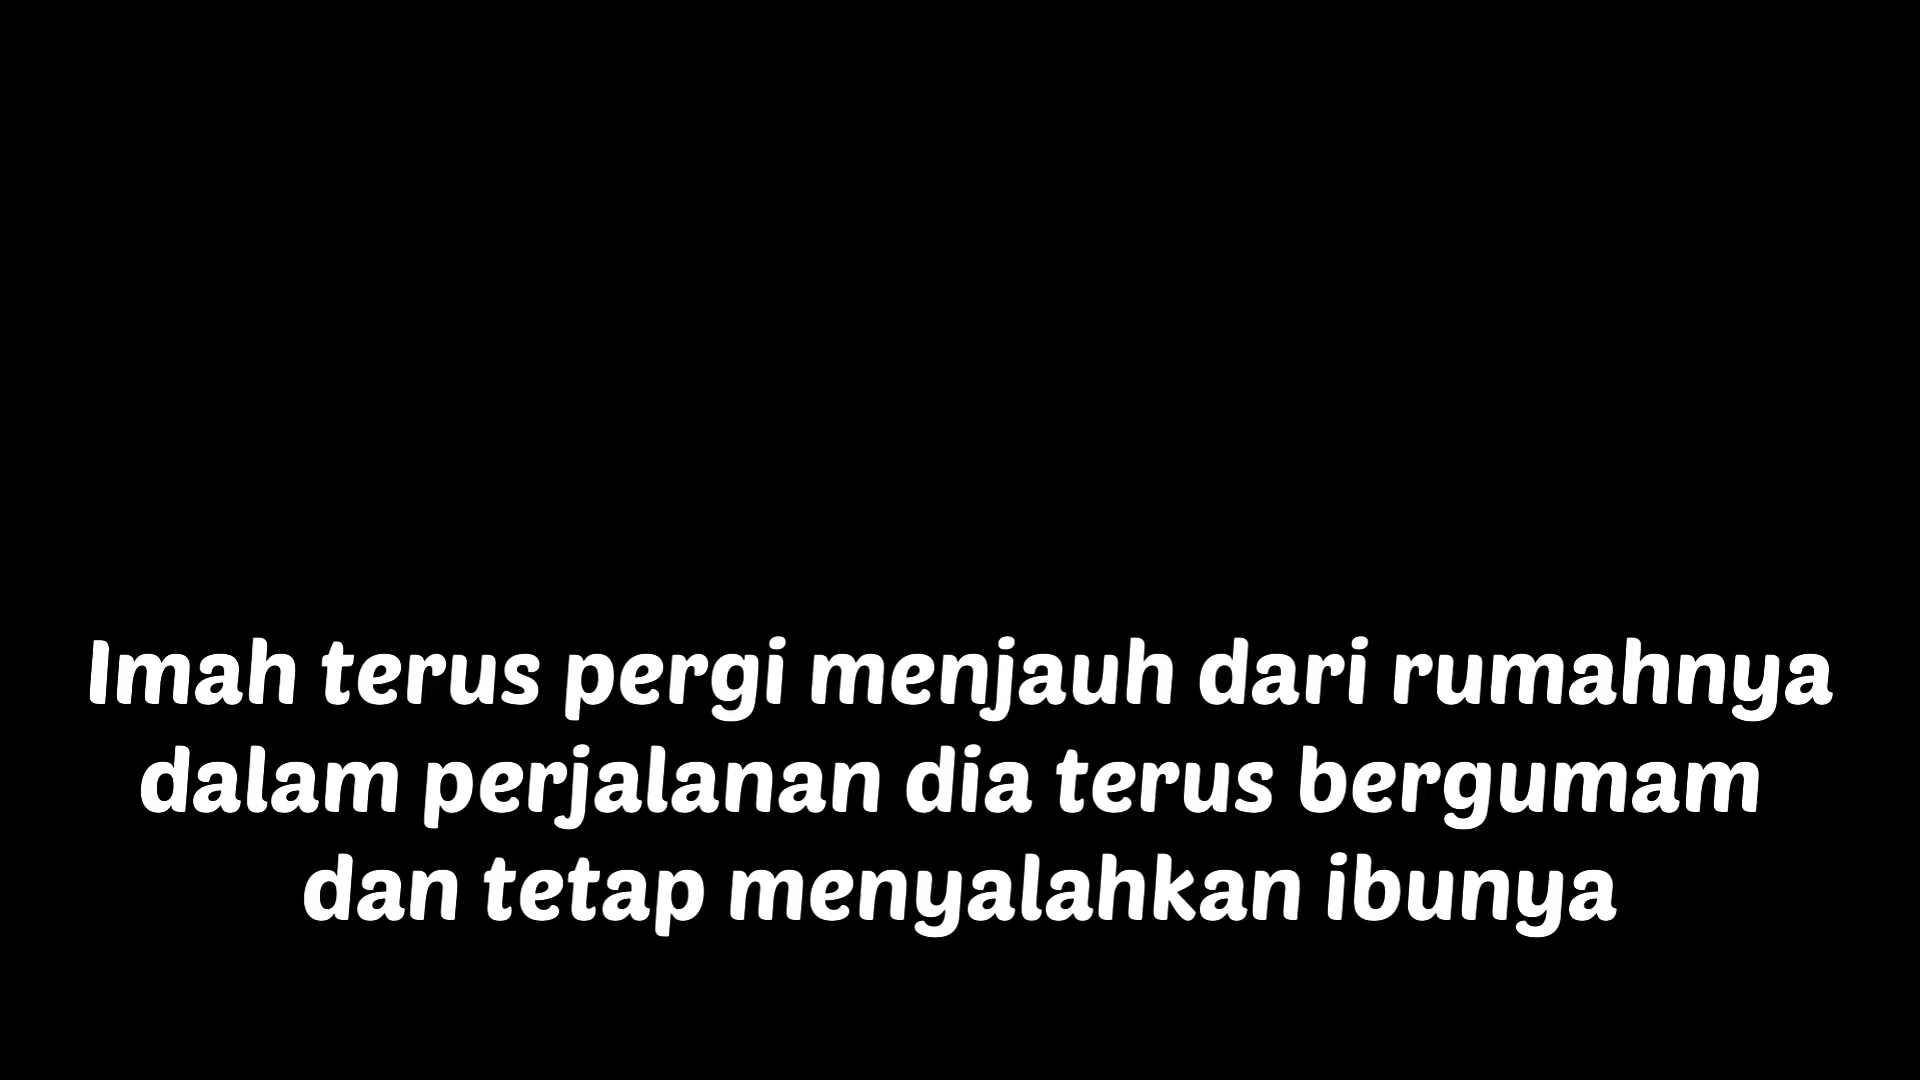 Imah terus pergi menjauh dari rumahnya
dalam perjalanan dia terus bergumam
dan tetap menyalahkan ibunya